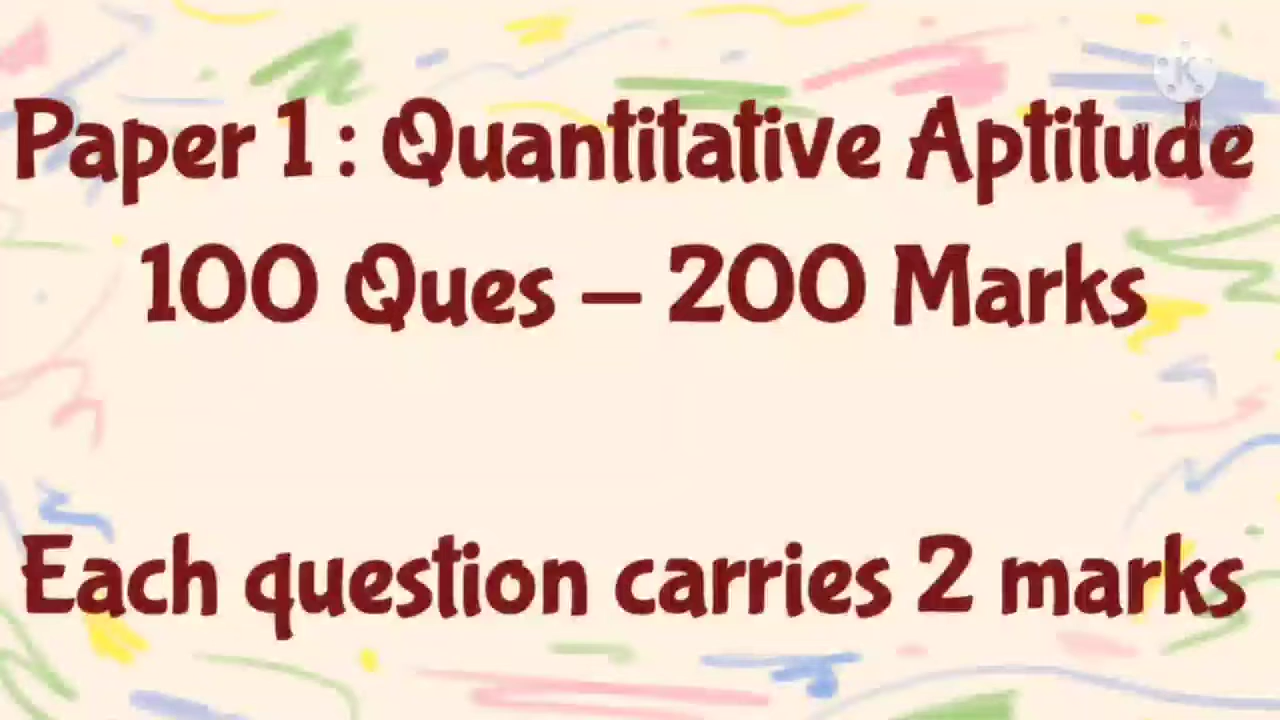 Paper 1 : Quantitative Aptitude
100 Ques – 200 Marks
Each question carries 2 marks